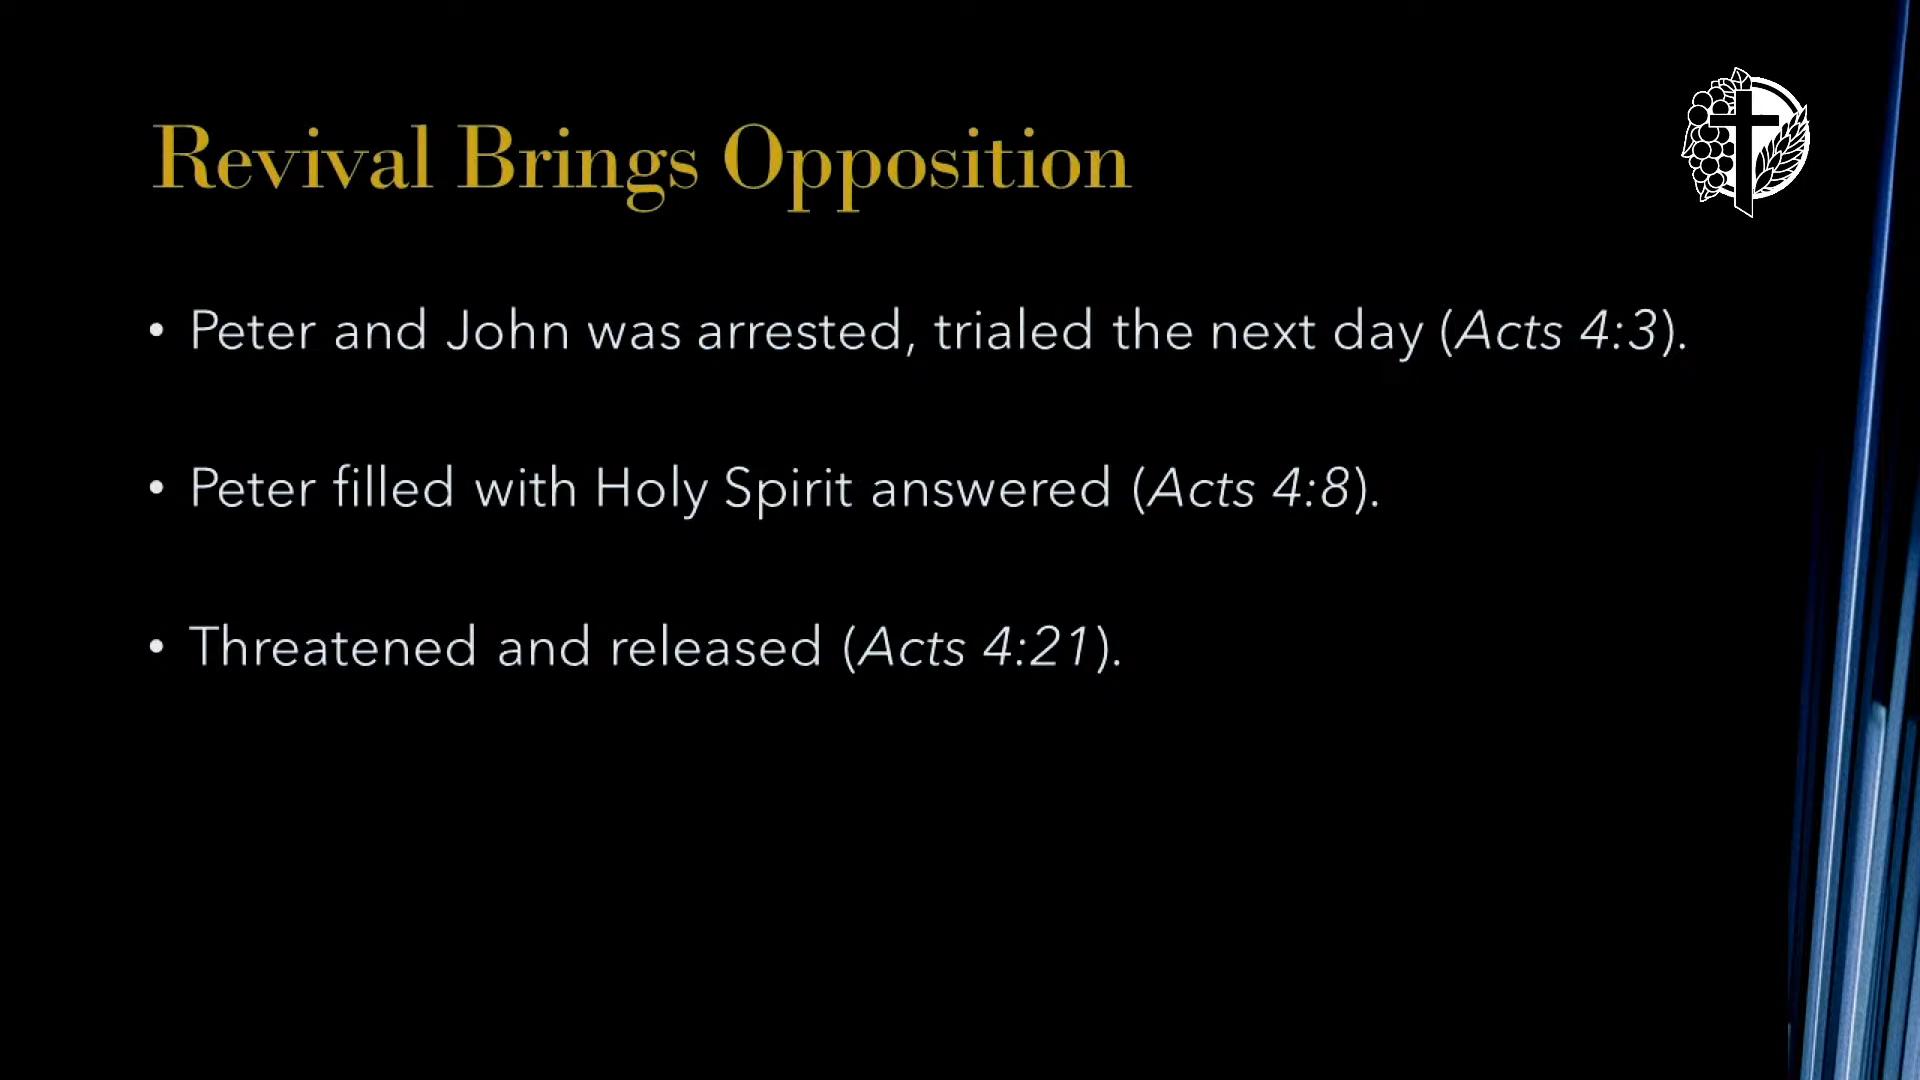 Revival Brings Opposition
• Peter and John was arrested, trialed the next day (Acts 4:3).
• Peter filled with Holy Spirit answered (Acts 4:8).
• Threatened and released (Acts 4:21).